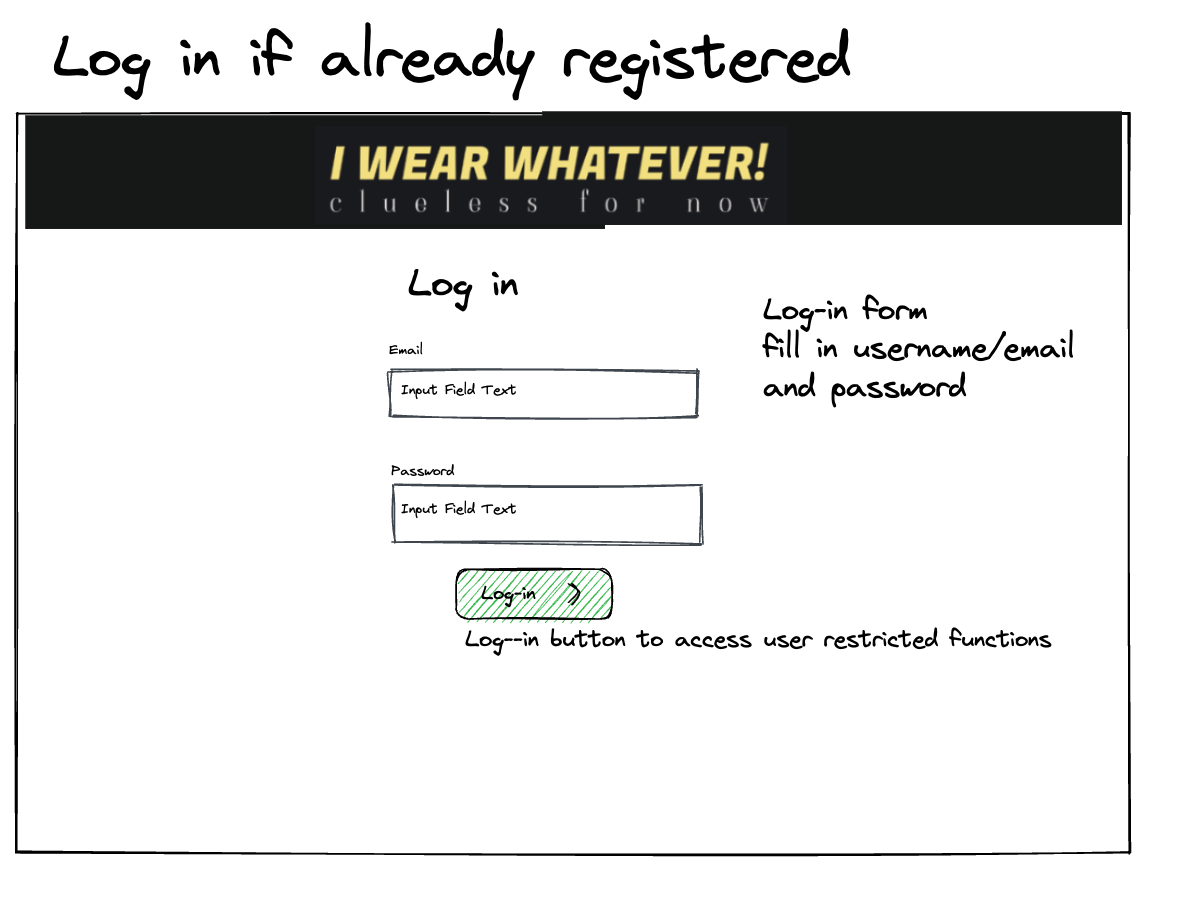 Log in if already registered
I WEAR WHATEVER!
clueless for now
Log in
Log-in form
fill in username/email
and password
Email
Input Field Text
Password
Input Field Text
Log-in
Log--in button to access user restricted functions